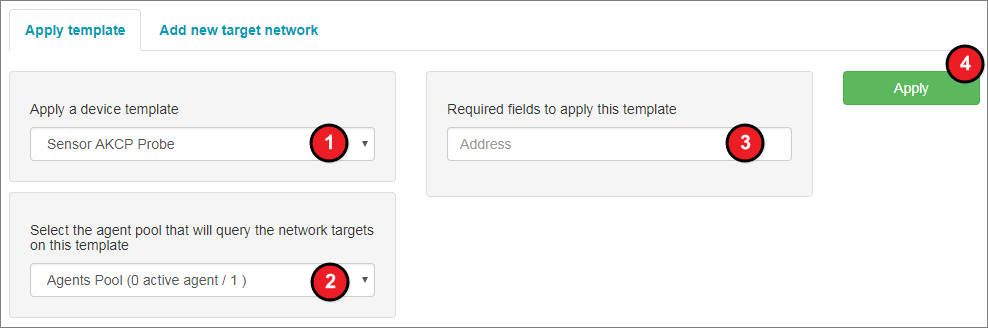 Apply template
Add new target network
Apply a device template
Sensor AKCP Probe
1
Select the agent pool that will query the network targets
on this template
Agents Pool (0 active agent / 1 )
2
Required fields to apply this template
Address
3
4
Apply